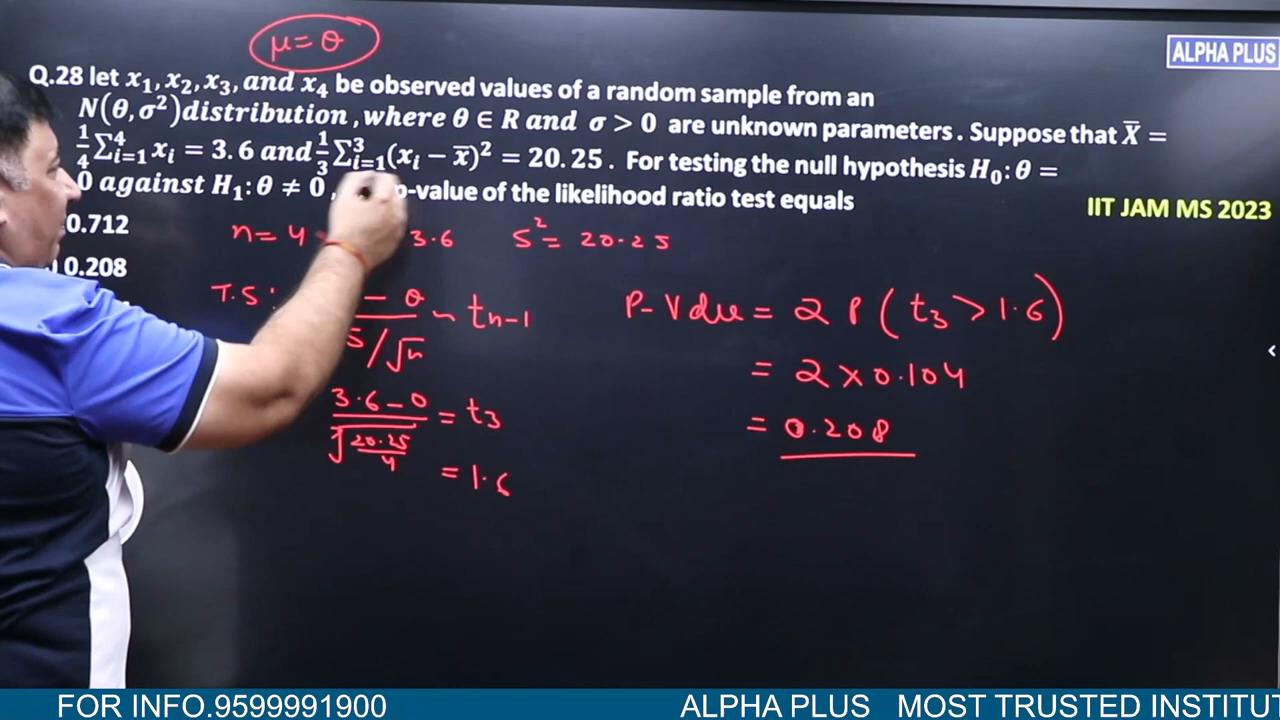 μ = θ
ALPHA PLUS
Q.28 let x₁, x₂, x₃, and x₄ be observed values of a random sample from an
N(θ, σ²) distribution , where θ ∈ R and σ > 0 are unknown parameters . Suppose that X̅ =
1/4 ∑⁴ᵢ₌₁ xᵢ = 3.6 and 1/3 ∑³ᵢ₌₁ (xᵢ − x̅)² = 20.25 . For testing the null hypothesis H₀: θ =
0 against H₁: θ ≠ 0 , p-value of the likelihood ratio test equals
IIT JAM MS 2023
0.712
n = 4 3.6 S² = 20.25
0.208
T.S : − θ / S/√n ~ tₙ₋₁
3.6 − 0 / √20.25/4 = t₃
= 1.6
P-Value = 2 P ( t₃ > 1.6 )
= 2 × 0.104
= 0.208
FOR INFO.9599991900 ALPHA PLUS MOST TRUSTED INSTITUT